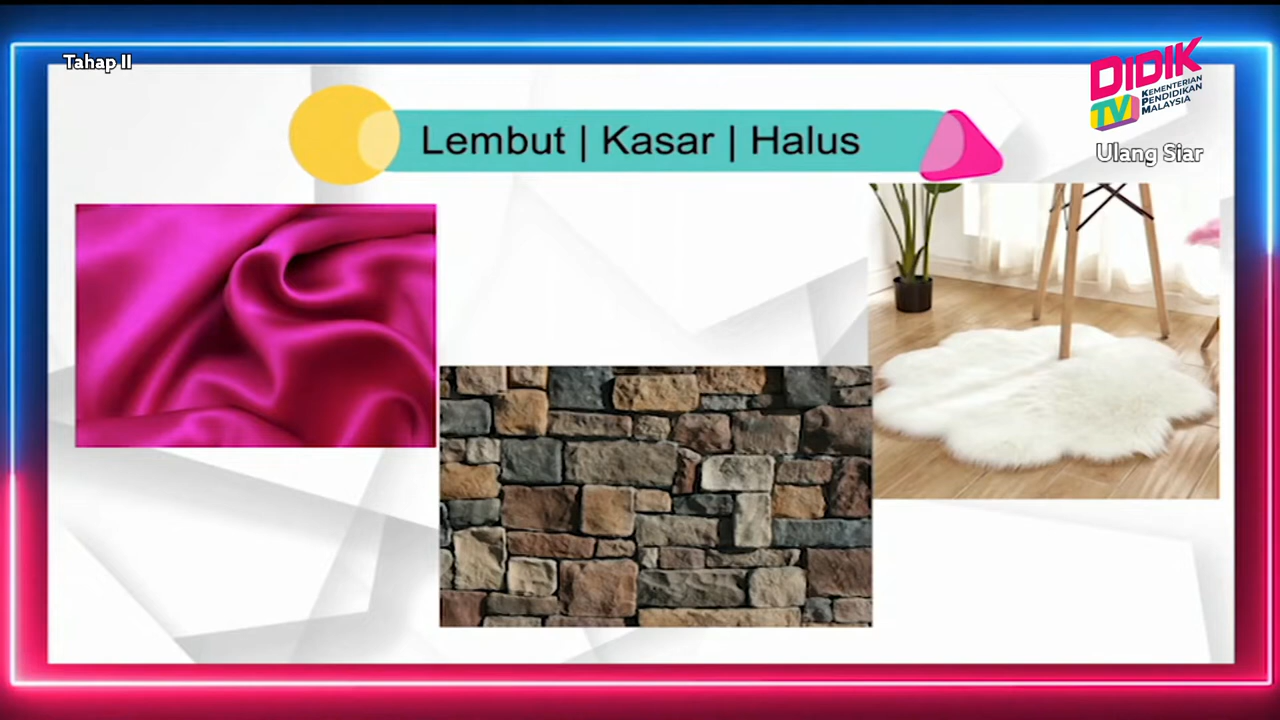 Tahap II
DIDIK
TV
KEMENTERIAN
PENDIDIKAN
MALAYSIA
Ulang Siar
Lembut | Kasar | Halus